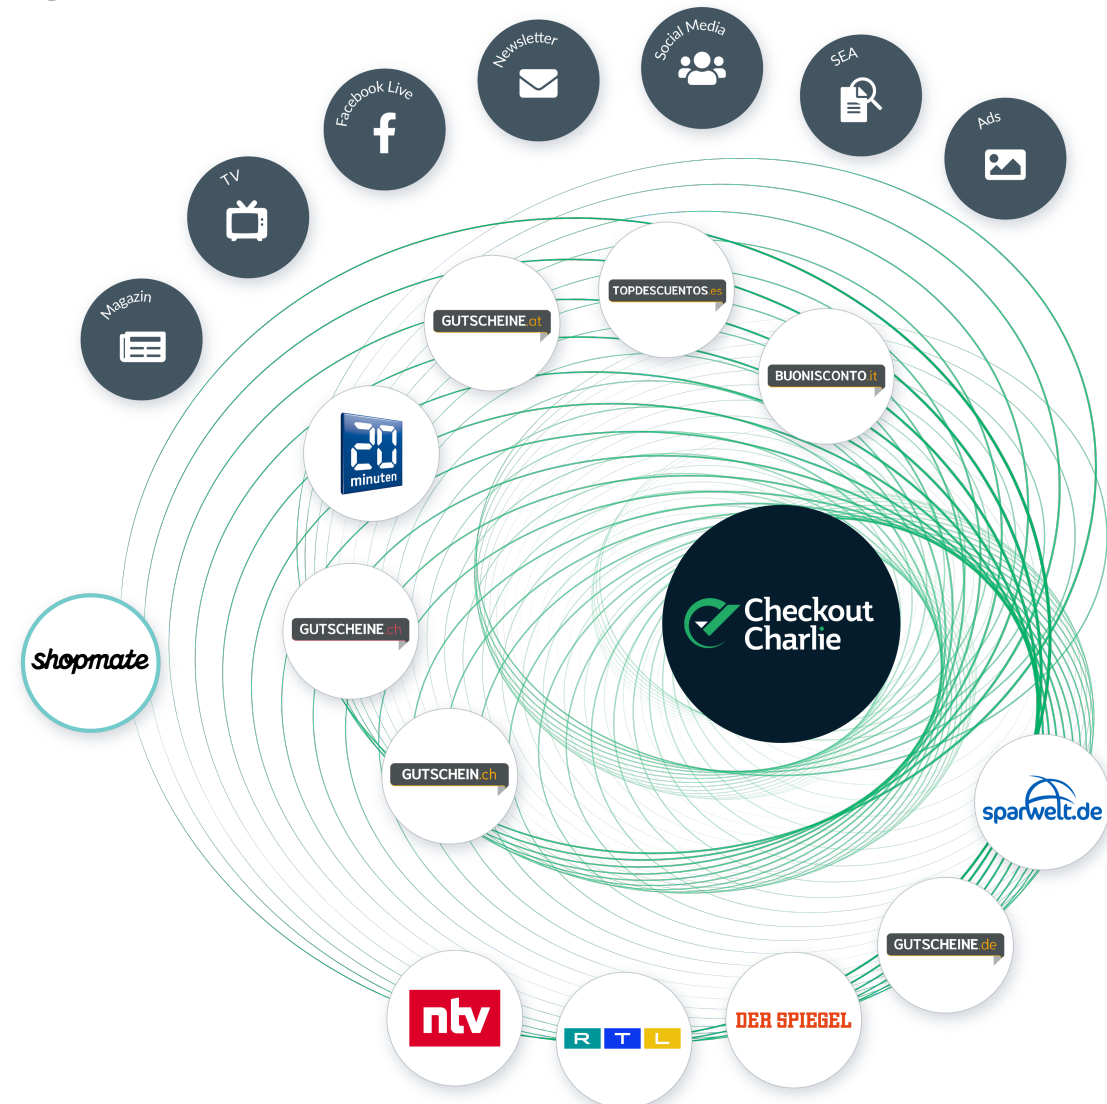 Newsletter
Social Media
SEA
Facebook Live
Ads
TV
Magazin
TOPDESCUENTOS.es
GUTSCHEINE.at
BUONISCONTO.it
20
minuten
Checkout
Charlie
GUTSCHEINE.ch
shopmate
GUTSCHEIN.ch
sparwelt.de
GUTSCHEINE.de
ntv
RTL
DER SPIEGEL